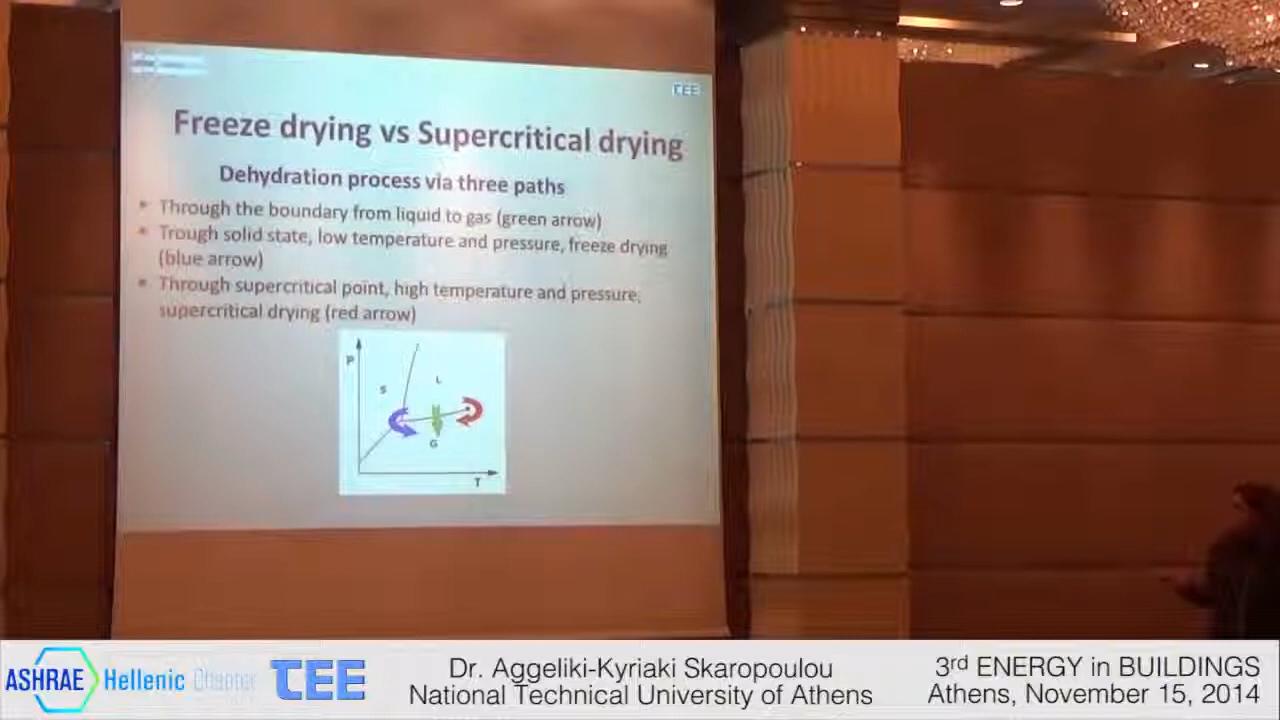 TEE
Freeze drying vs Supercritical drying
Dehydration process via three paths
Through the boundary from liquid to gas (green arrow)
Trough solid state, low temperature and pressure, freeze drying
(blue arrow)
Through supercritical point, high temperature and pressure,
supercritical drying (red arrow)
P
S
L
G
T
ASHRAE Hellenic Chapter
TEE
Dr. Aggeliki-Kyriaki Skaropoulou
National Technical University of Athens
3rd ENERGY in BUILDINGS
Athens, November 15, 2014